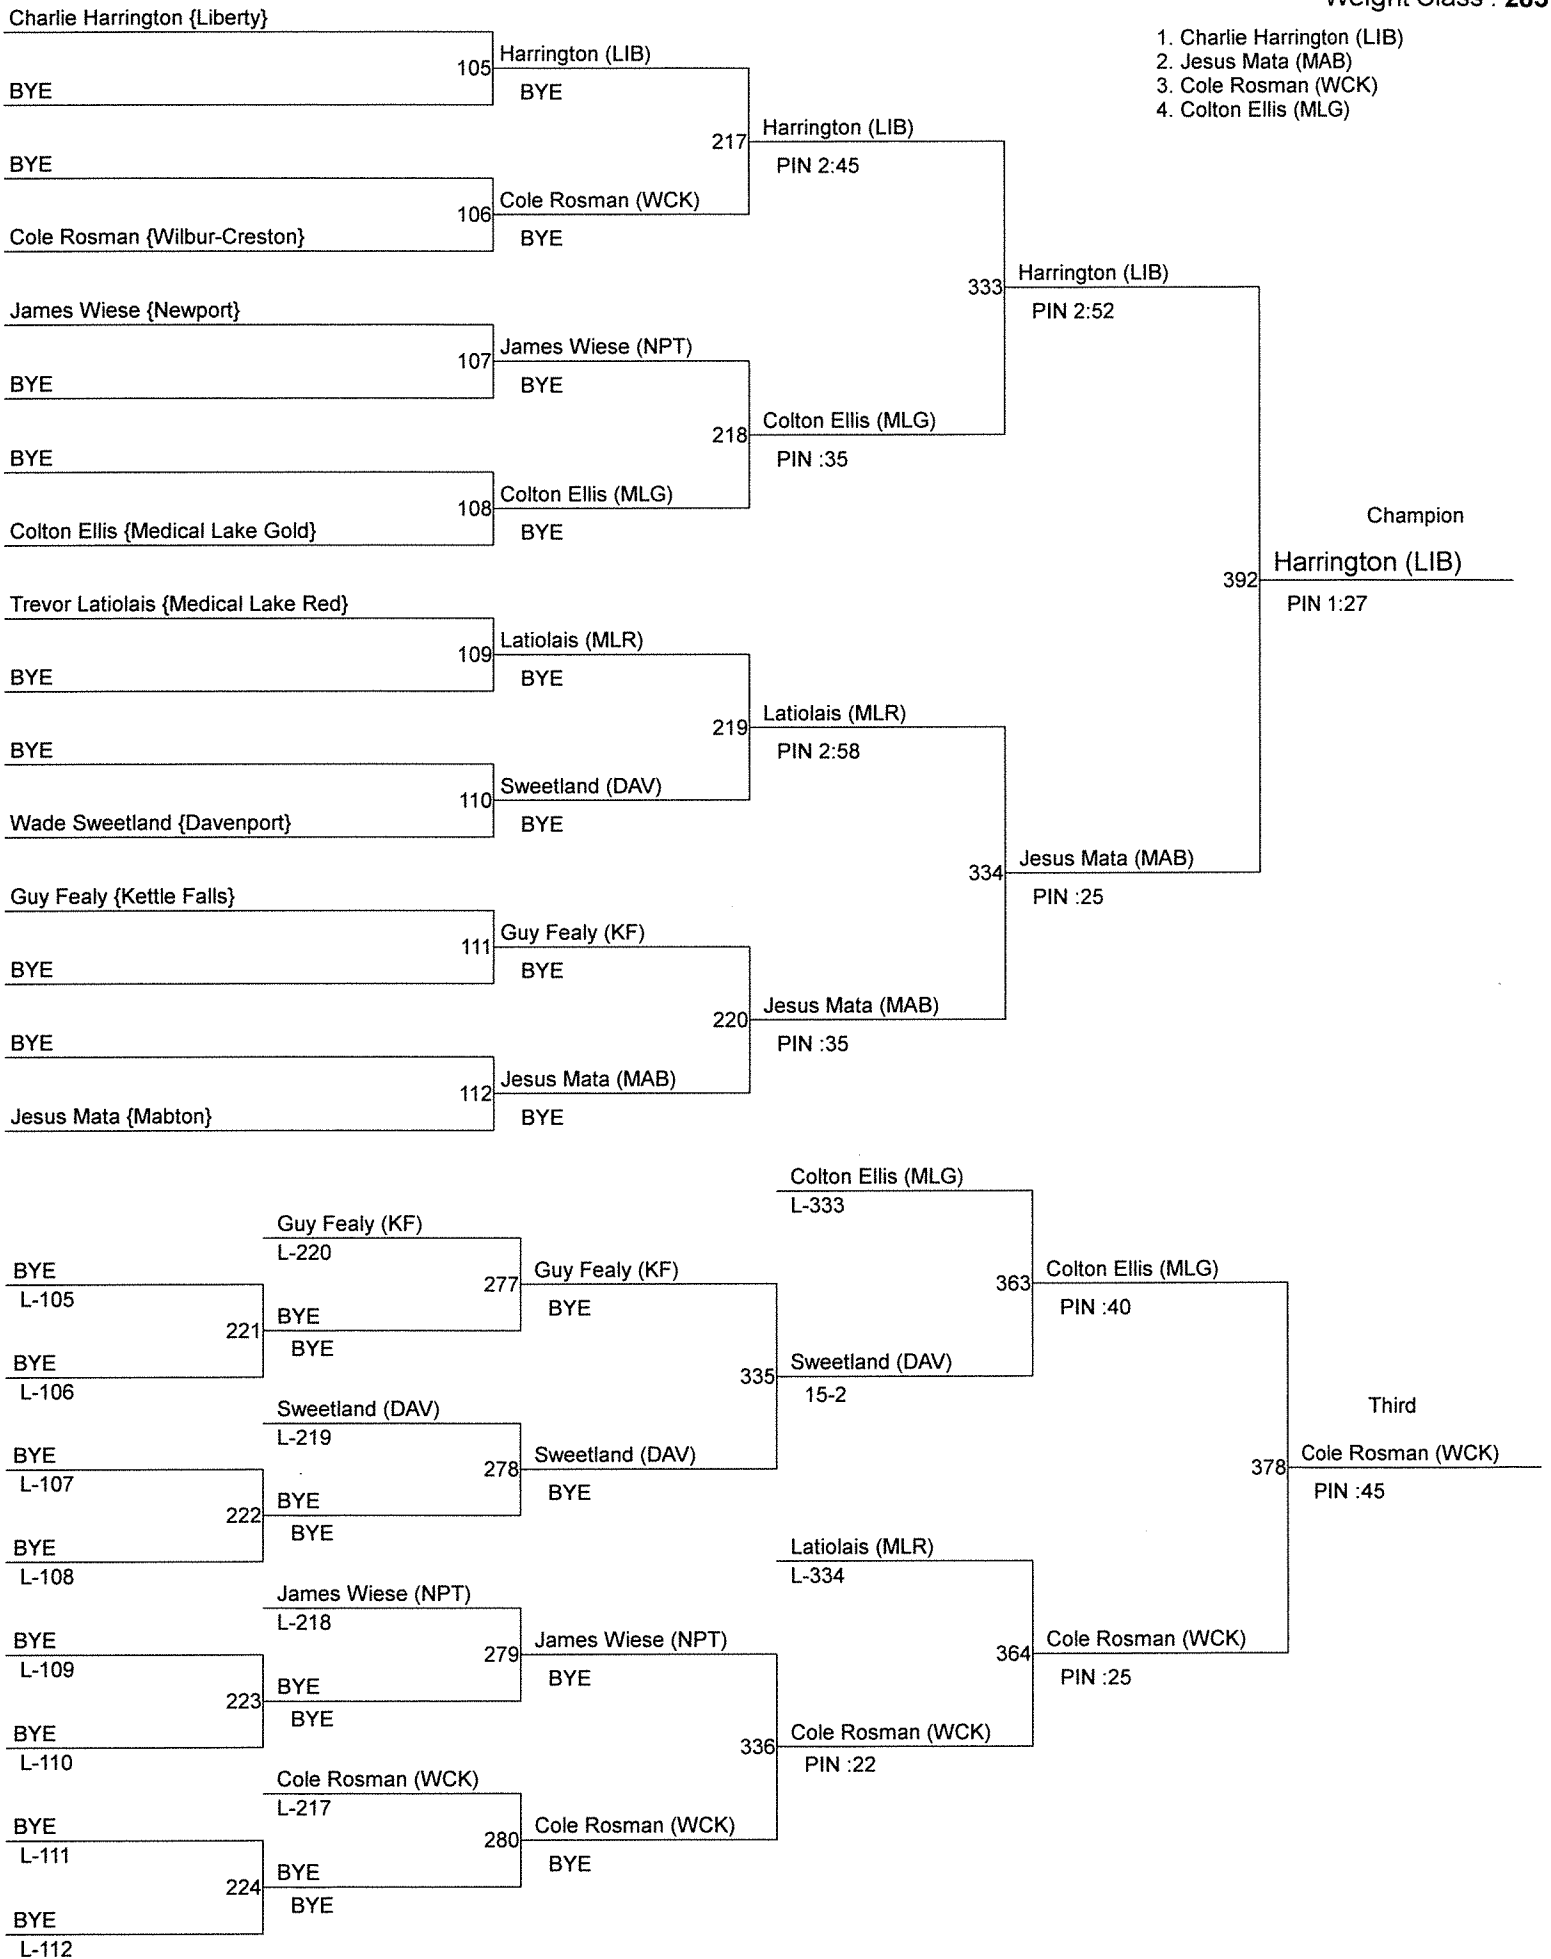 Weight Class : 285
1. Charlie Harrington (LIB)
2. Jesus Mata (MAB)
3. Cole Rosman (WCK)
4. Colton Ellis (MLG)
Charlie Harrington {Liberty}
105
Harrington (LIB)
BYE
BYE
217
Harrington (LIB)
PIN 2:45
BYE
106
Cole Rosman (WCK)
BYE
Cole Rosman {Wilbur-Creston}
333
Harrington (LIB)
PIN 2:52
James Wiese {Newport}
107
James Wiese (NPT)
BYE
BYE
218
Colton Ellis (MLG)
PIN :35
BYE
108
Colton Ellis (MLG)
BYE
Colton Ellis {Medical Lake Gold}
Champion
392
Harrington (LIB)
PIN 1:27
Trevor Latiolais {Medical Lake Red}
109
Latiolais (MLR)
BYE
BYE
219
Latiolais (MLR)
PIN 2:58
BYE
110
Sweetland (DAV)
BYE
Wade Sweetland {Davenport}
334
Jesus Mata (MAB)
PIN :25
Guy Fealy {Kettle Falls}
111
Guy Fealy (KF)
BYE
BYE
220
Jesus Mata (MAB)
PIN :35
BYE
112
Jesus Mata (MAB)
BYE
Jesus Mata {Mabton}
Colton Ellis (MLG)
L-333
Guy Fealy (KF)
L-220
277
Guy Fealy (KF)
BYE
363
Colton Ellis (MLG)
PIN :40
BYE
L-105
221
BYE
BYE
BYE
L-106
335
Sweetland (DAV)
15-2
Sweetland (DAV)
L-219
278
Sweetland (DAV)
BYE
BYE
L-107
222
BYE
BYE
BYE
L-108
Third
378
Cole Rosman (WCK)
PIN :45
Latiolais (MLR)
L-334
James Wiese (NPT)
L-218
279
James Wiese (NPT)
BYE
364
Cole Rosman (WCK)
PIN :25
BYE
L-109
223
BYE
BYE
BYE
L-110
336
Cole Rosman (WCK)
PIN :22
Cole Rosman (WCK)
L-217
280
Cole Rosman (WCK)
BYE
BYE
L-111
224
BYE
BYE
BYE
L-112